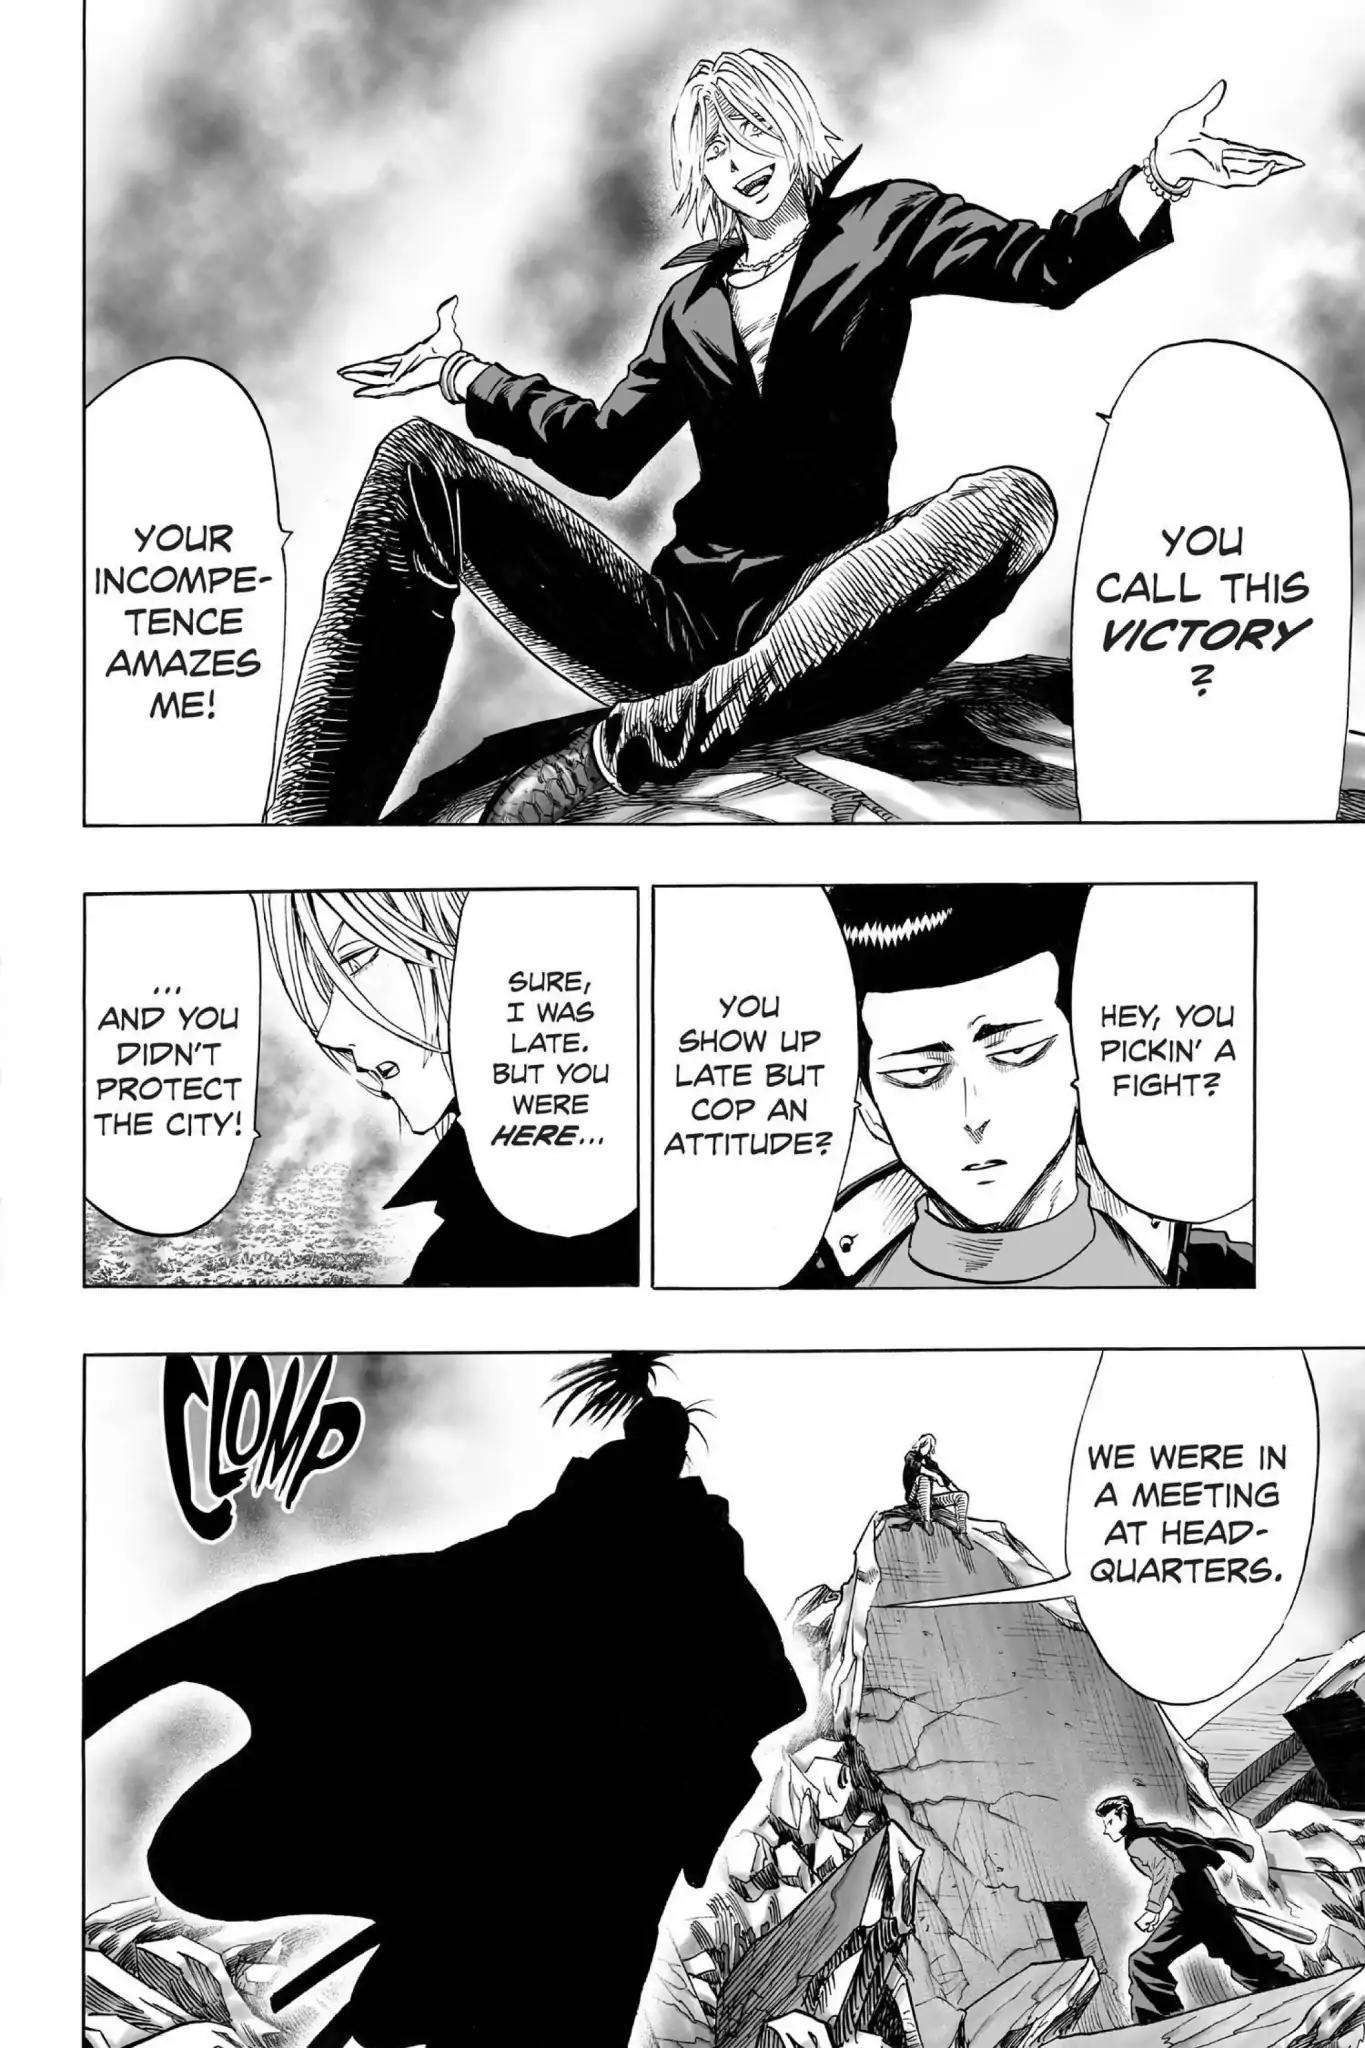 YOU
CALL THIS
VICTORY
?
YOUR
INCOMPE-
TENCE
AMAZES
ME!
HEY, YOU
PICKIN' A
FIGHT?
YOU
SHOW UP
LATE BUT
COP AN
ATTITUDE?
SURE,
I WAS
LATE.
BUT YOU
WERE
HERE...
...
AND YOU
DIDN'T
PROTECT
THE CITY!
WE WERE IN
A MEETING
AT HEAD-
QUARTERS.
CLOMP